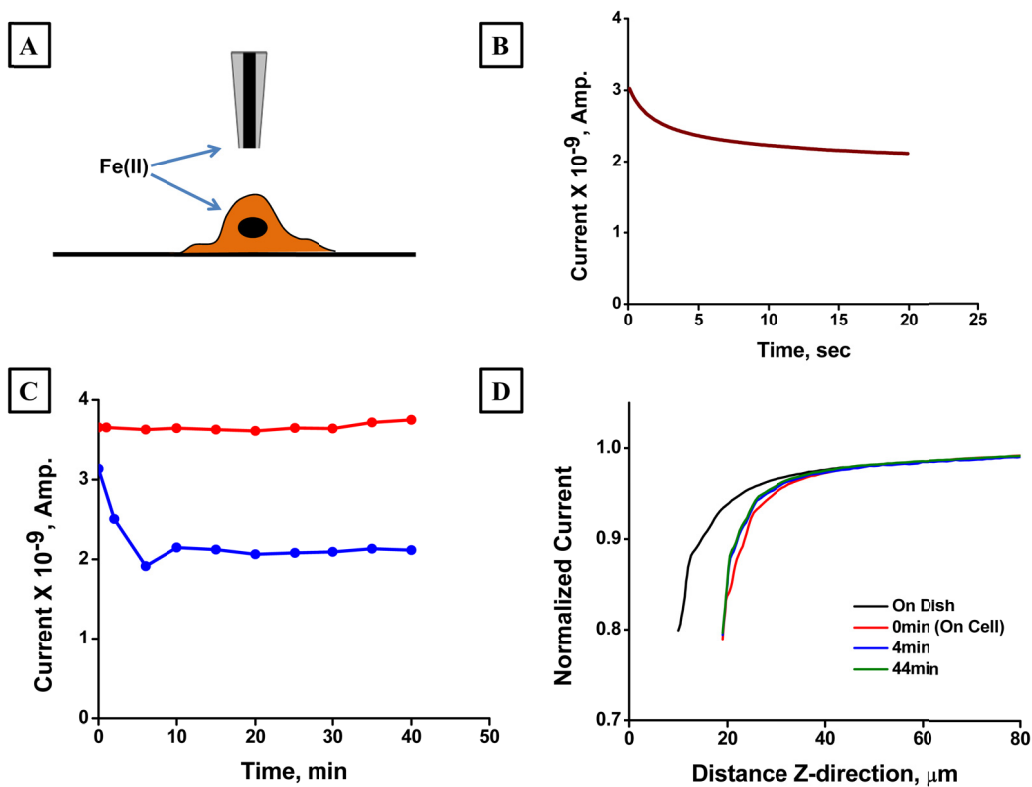 A
Fe(II)
B
Current X 10-9, Amp.
4
3
2
1
0
0 5 10 15 20 25
Time, sec
C
Current X 10-9, Amp.
4
3
2
1
0
0 10 20 30 40 50
Time, min
D
Normalized Current
1.0
0.9
0.8
0.7
On Dish
0min (On Cell)
4min
44min
0 20 40 60 80
Distance Z-direction, μm